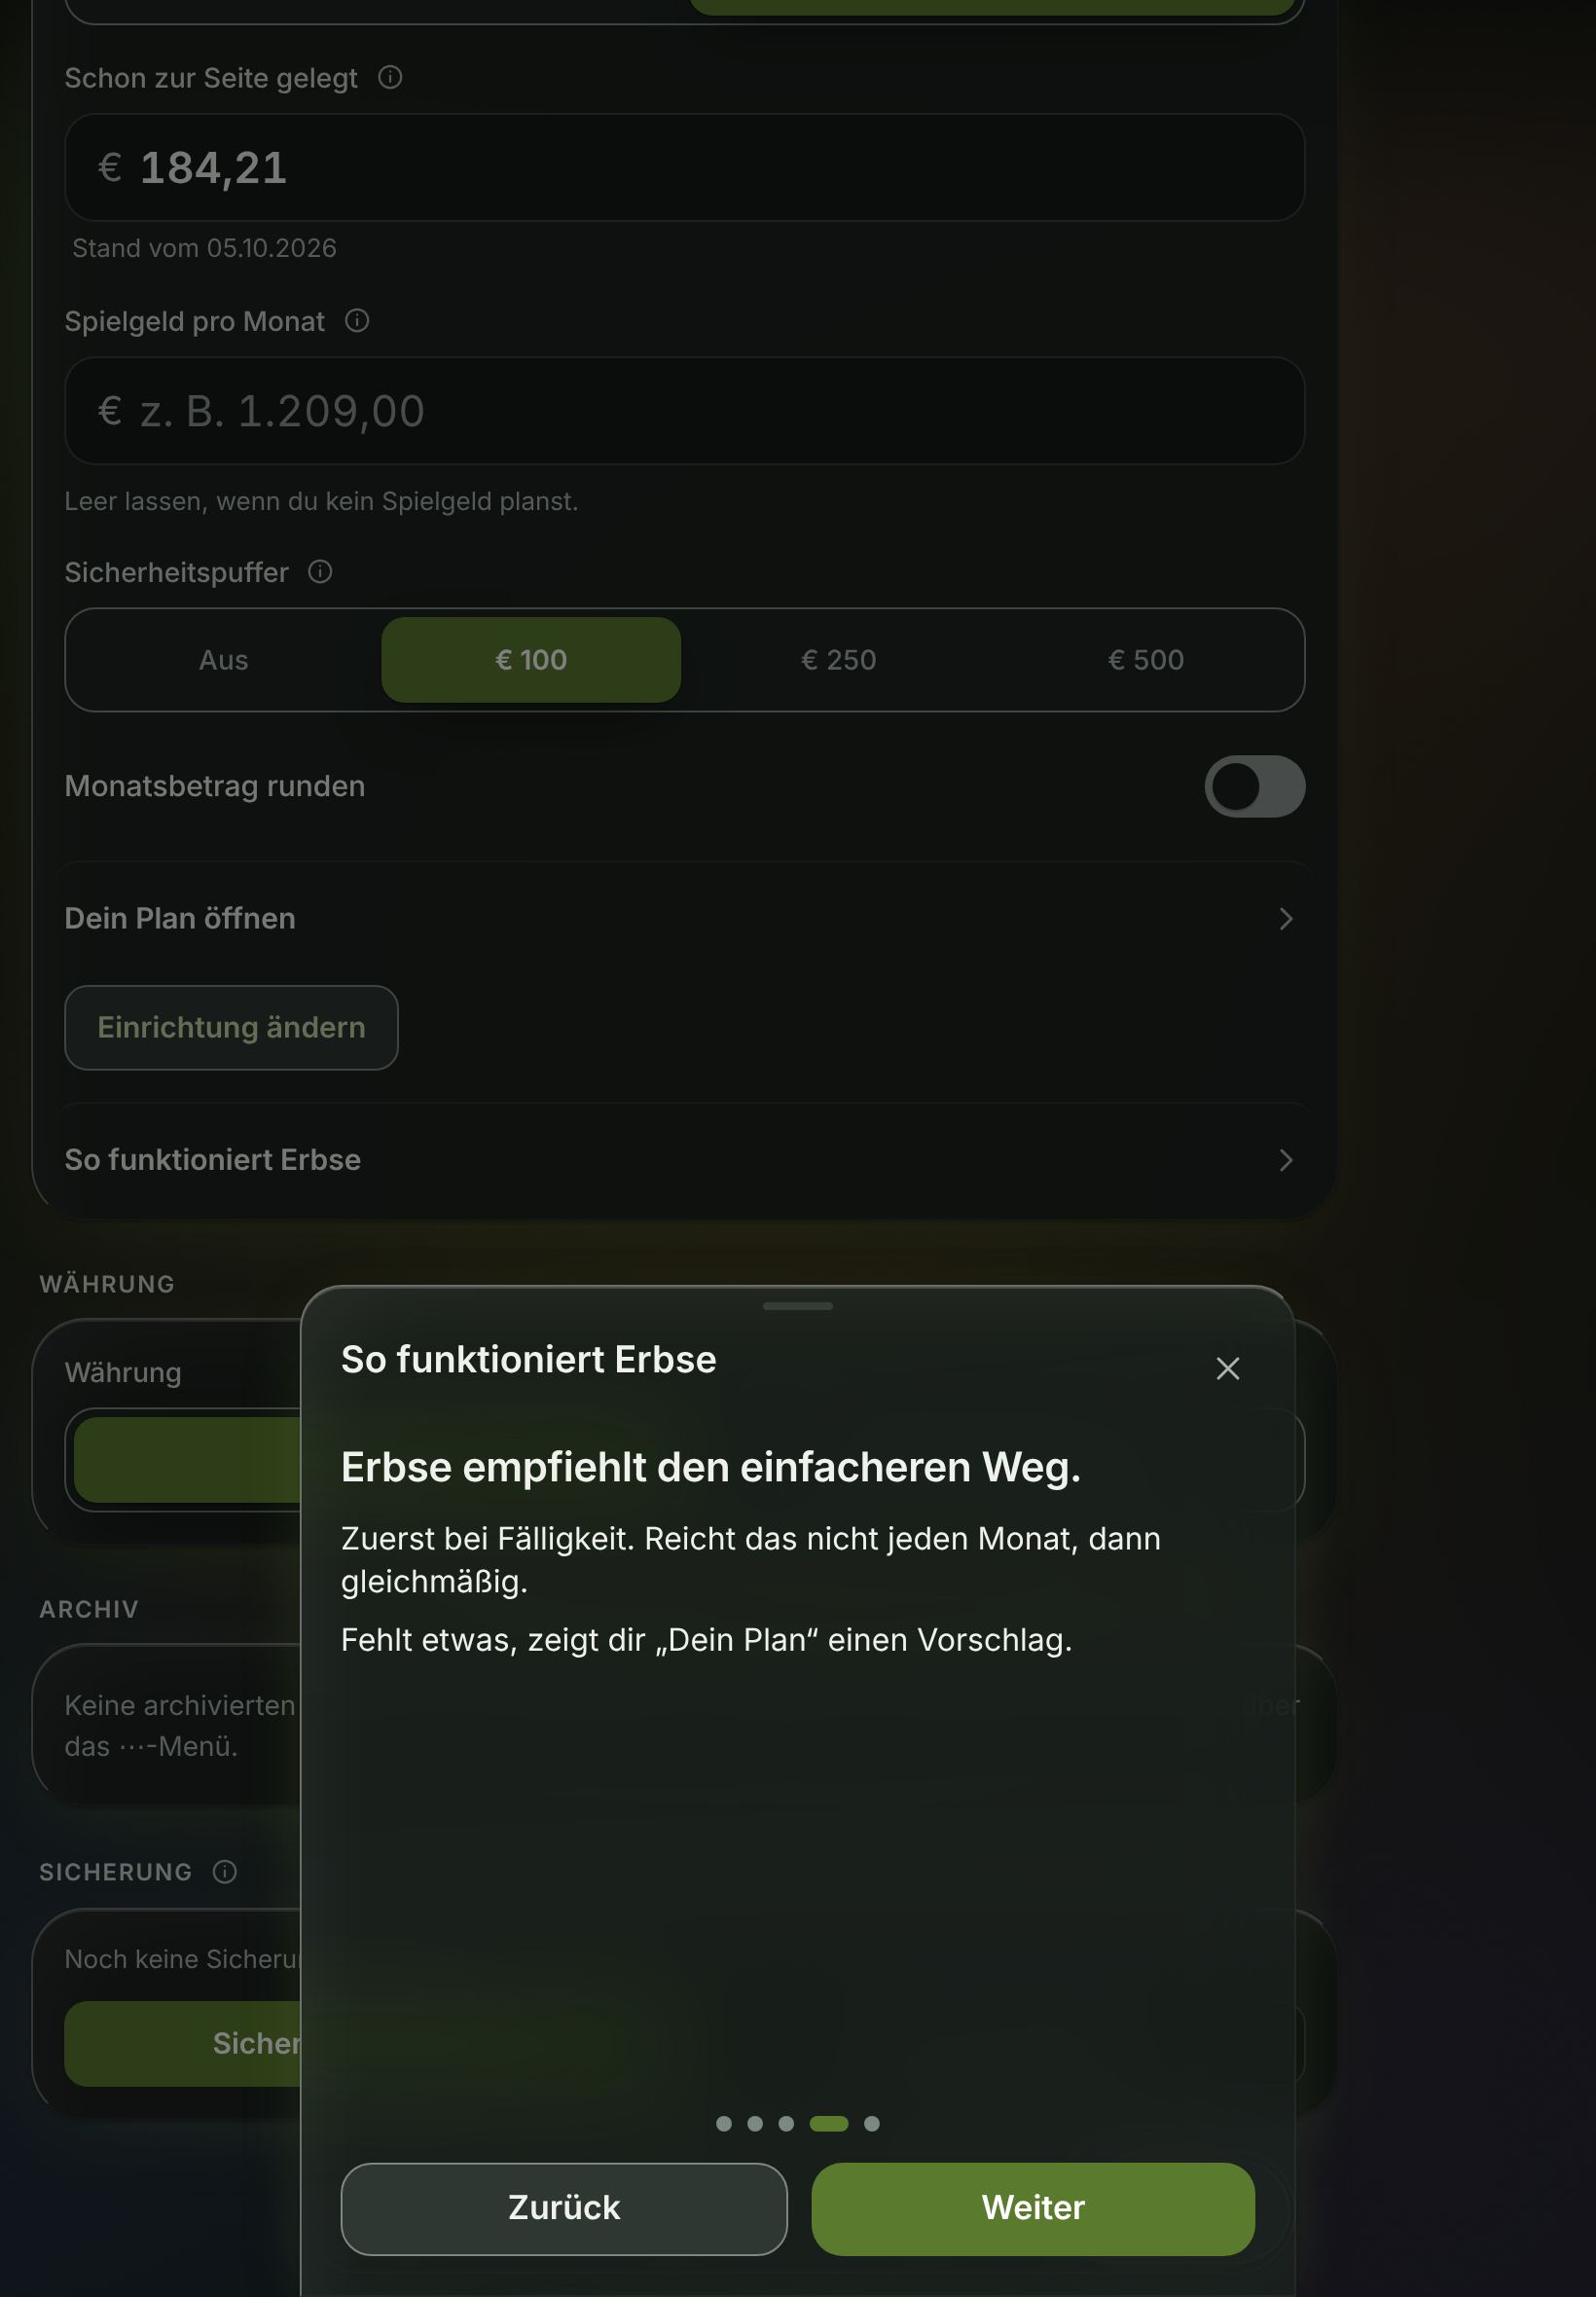 Schon zur Seite gelegt
€ 184,21
Stand vom 05.10.2026
Spielgeld pro Monat
€ z. B. 1.209,00
Leer lassen, wenn du kein Spielgeld planst.
Sicherheitspuffer
Aus € 100 € 250 € 500
Monatsbetrag runden
Dein Plan öffnen
Einrichtung ändern
So funktioniert Erbse
WÄHRUNG
Währung
ARCHIV
Keine archivierten
das ···-Menü.
SICHERUNG
Noch keine
So funktioniert Erbse
Erbse empfiehlt den einfacheren Weg.
Zuerst bei Fälligkeit. Reicht das nicht jeden Monat, dann
gleichmäßig.
Fehlt etwas, zeigt dir „Dein Plan“ einen Vorschlag.
Zurück Weiter